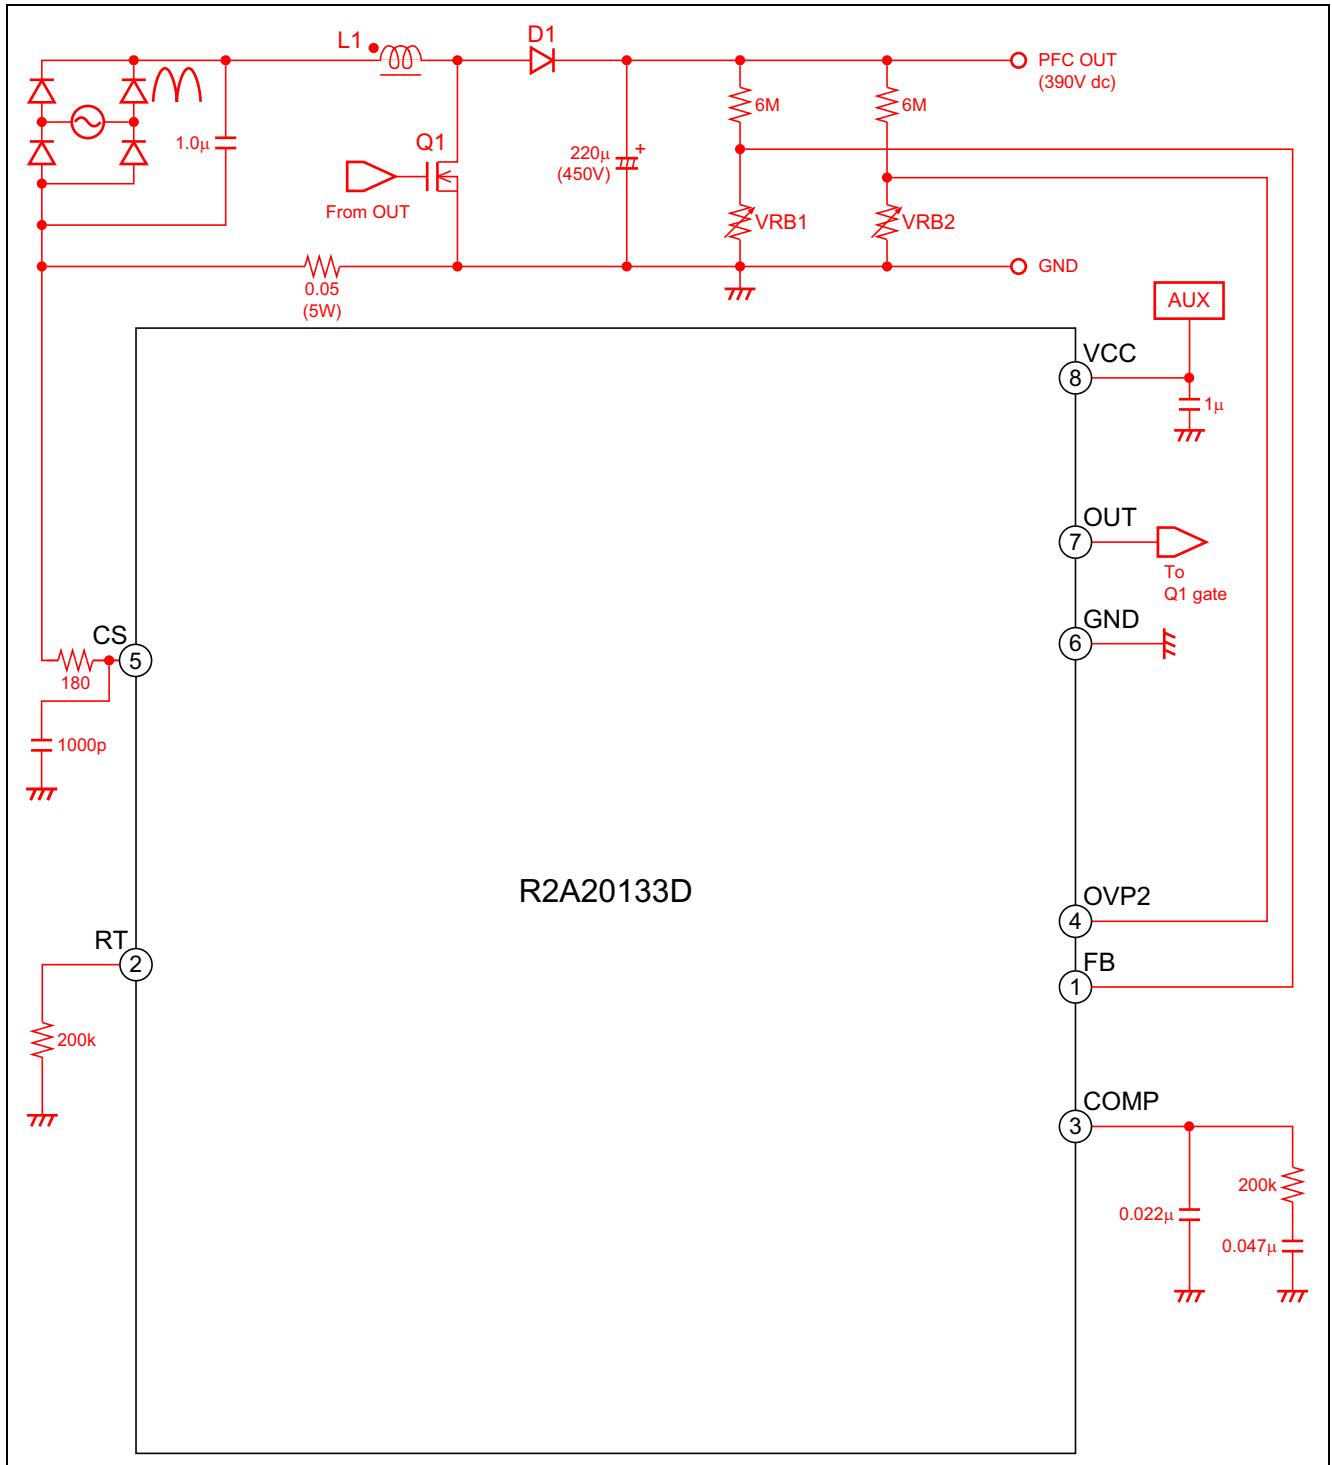 L1
D1
PFC OUT
(390V dc)
6M
6M
1.0μ
Q1
220μ
(450V)
+
From OUT
VRB1
VRB2
GND
0.05
(5W)
AUX
VCC
8
1μ
OUT
7
To
Q1 gate
GND
6
CS
5
180
1000p
R2A20133D
OVP2
4
RT
2
FB
1
200k
COMP
3
200k
0.022μ
0.047μ